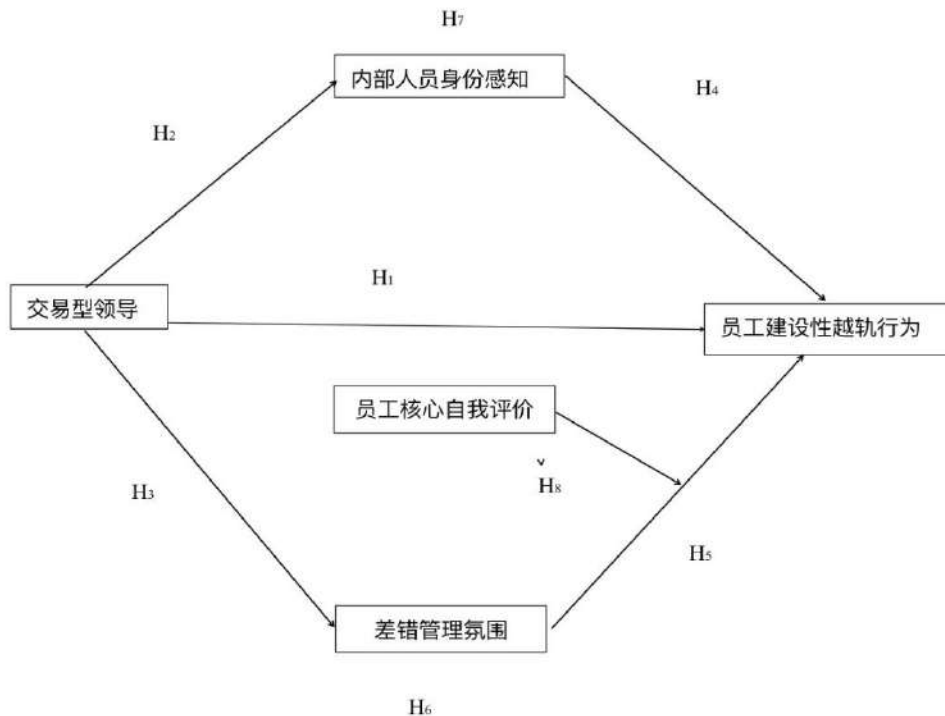 H₇
内部人员身份感知
H₄
H₂
H₁
交易型领导
员工建设性越轨行为
员工核心自我评价
H₈
H₃
H₅
差错管理氛围
H₆